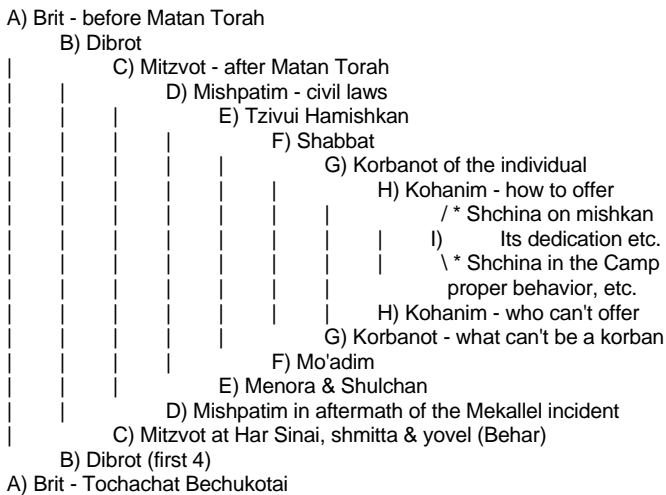 A) Brit - before Matan Torah
B) Dibrot
| C) Mitzvot - after Matan Torah
| | D) Mishpatim - civil laws
| | | E) Tzivui Hamishkan
| | | | F) Shabbat
| | | | | G) Korbanot of the individual
| | | | | | H) Kohanim - how to offer
| | | | | | | / * Shchina on mishkan
| | | | | | | | I) Its dedication etc.
| | | | | | | | \ * Shchina in the Camp
| | | | | | | proper behavior, etc.
| | | | | | | H) Kohanim - who can't offer
| | | | | G) Korbanot - what can't be a korban
| | | | F) Mo'adim
| | | E) Menora & Shulchan
| | D) Mishpatim in aftermath of the Mekallel incident
| C) Mitzvot at Har Sinai, shmitta & yovel (Behar)
B) Dibrot (first 4)
A) Brit - Tochachat Bechukotai